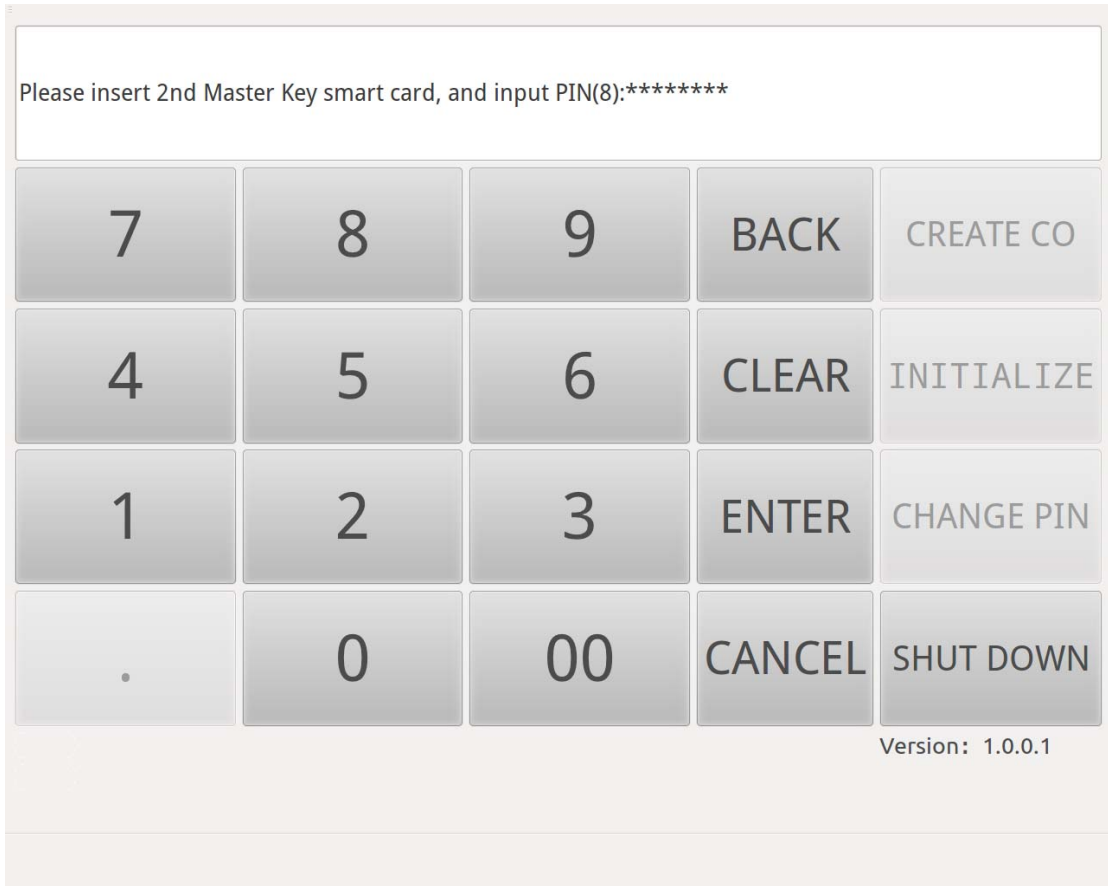 Please insert 2nd Master Key smart card, and input PIN(8):********
7 8 9 BACK CREATE CO
4 5 6 CLEAR INITIALIZE
1 2 3 ENTER CHANGE PIN
. 0 00 CANCEL SHUT DOWN
Version: 1.0.0.1